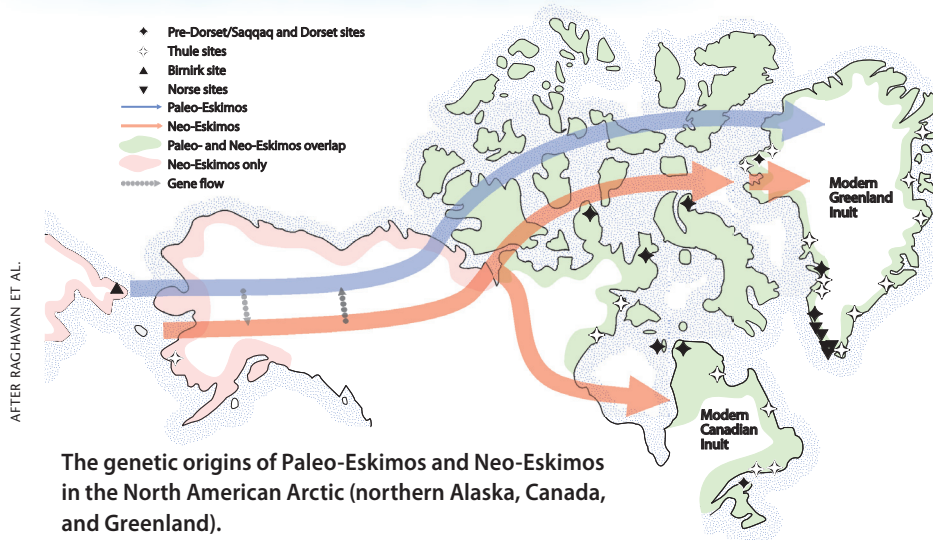 Pre-Dorset/Saqqaq and Dorset sites
Thule sites
Birnirk site
Norse sites
Paleo-Eskimos
Neo-Eskimos
Paleo- and Neo-Eskimos overlap
Neo-Eskimos only
Gene flow
Modern
Greenland
Inuit
Modern
Canadian
Inuit
AFTER RAGHAVAN ET AL.
The genetic origins of Paleo-Eskimos and Neo-Eskimos
in the North American Arctic (northern Alaska, Canada,
and Greenland).